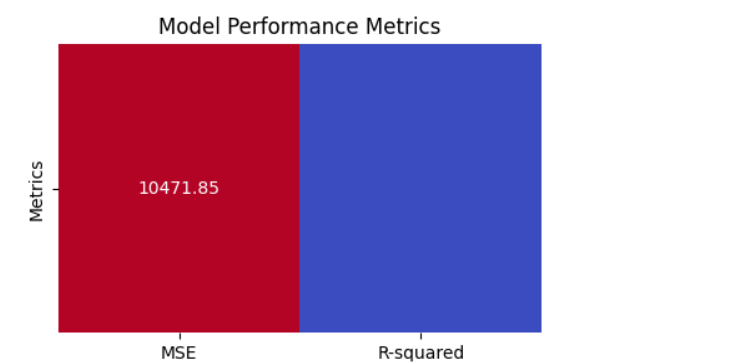 Model Performance Metrics
Metrics
10471.85
MSE
R-squared